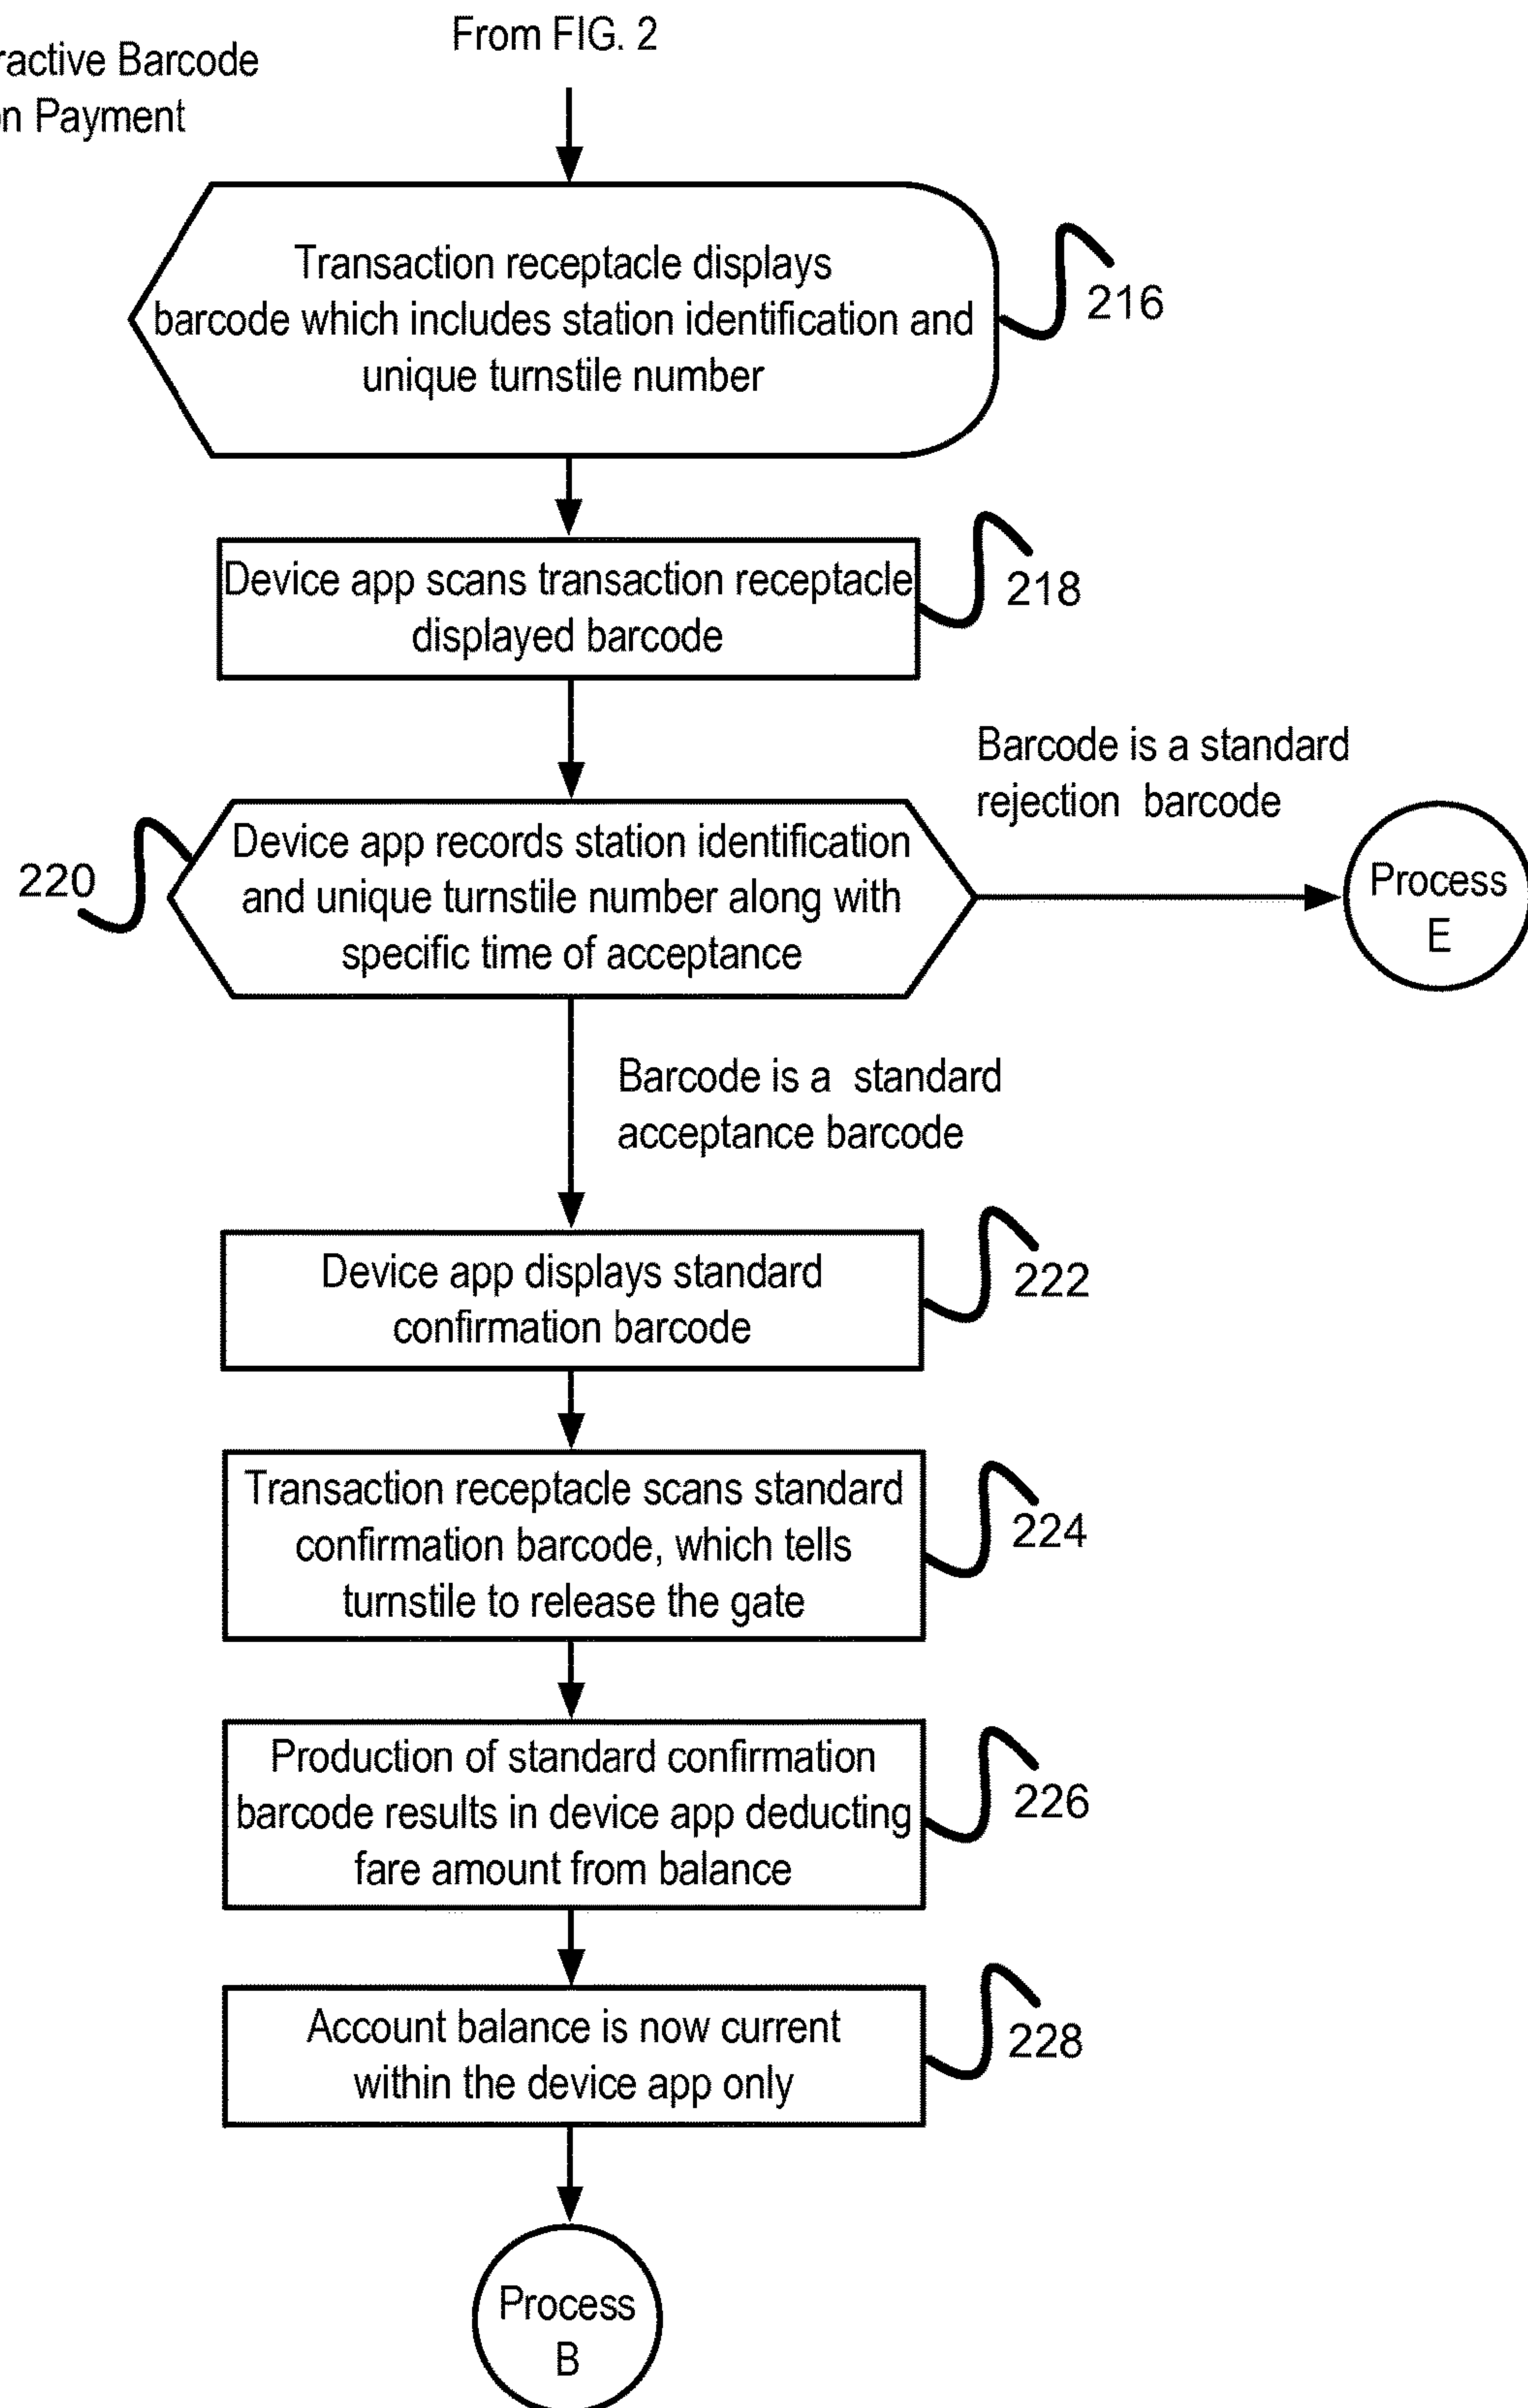 From FIG. 2
ractive Barcode
n Payment
Transaction receptacle displays
barcode which includes station identification and
unique turnstile number
216
Device app scans transaction receptacle
displayed barcode
218
Barcode is a standard
rejection barcode
Device app records station identification
and unique turnstile number along with
specific time of acceptance
220
Process
E
Barcode is a standard
acceptance barcode
Device app displays standard
confirmation barcode
222
Transaction receptacle scans standard
confirmation barcode, which tells
turnstile to release the gate
224
Production of standard confirmation
barcode results in device app deducting
fare amount from balance
226
Account balance is now current
within the device app only
228
Process
B